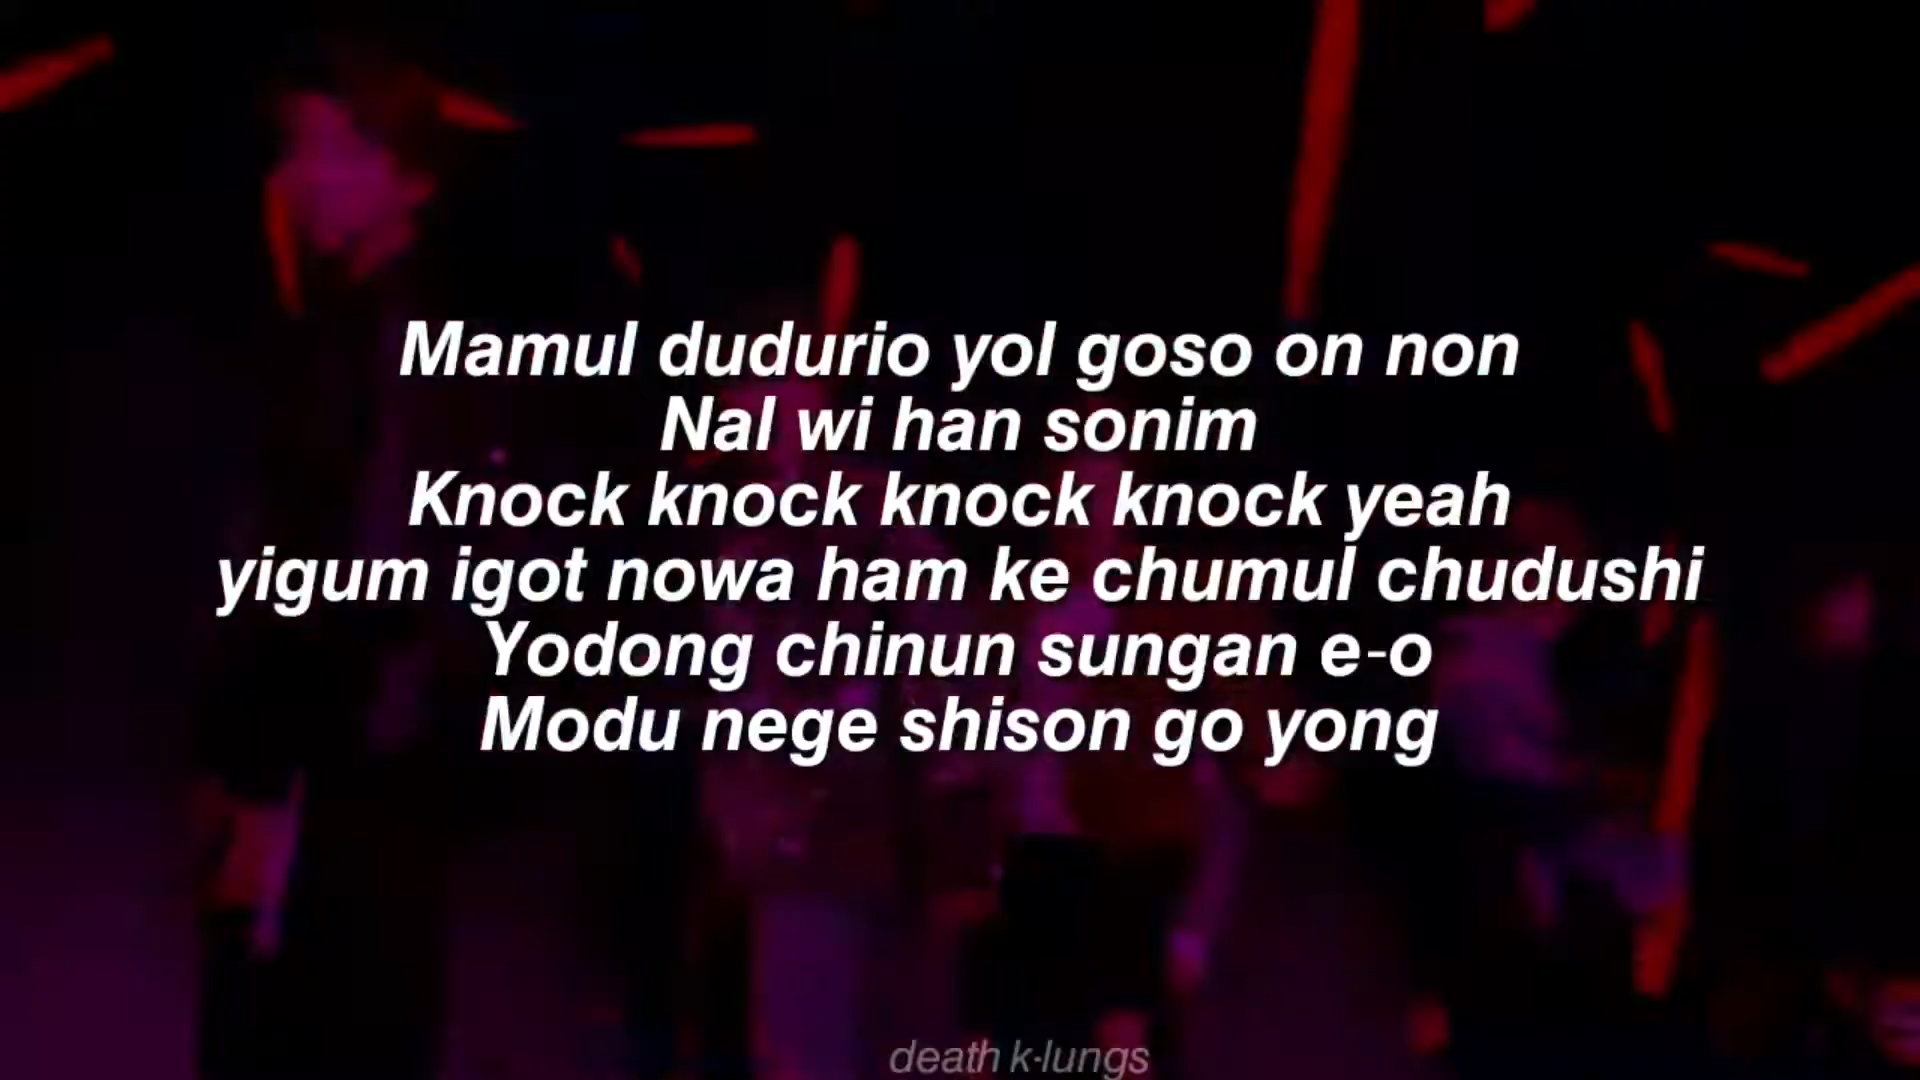 Mamul dudurio yol goso on non
Nal wi han sonim
Knock knock knock knock yeah
yigum igot nowa ham ke chumul chudushi
Yodong chinun sungan e-o
Modu nege shison go yong
death k-lungs